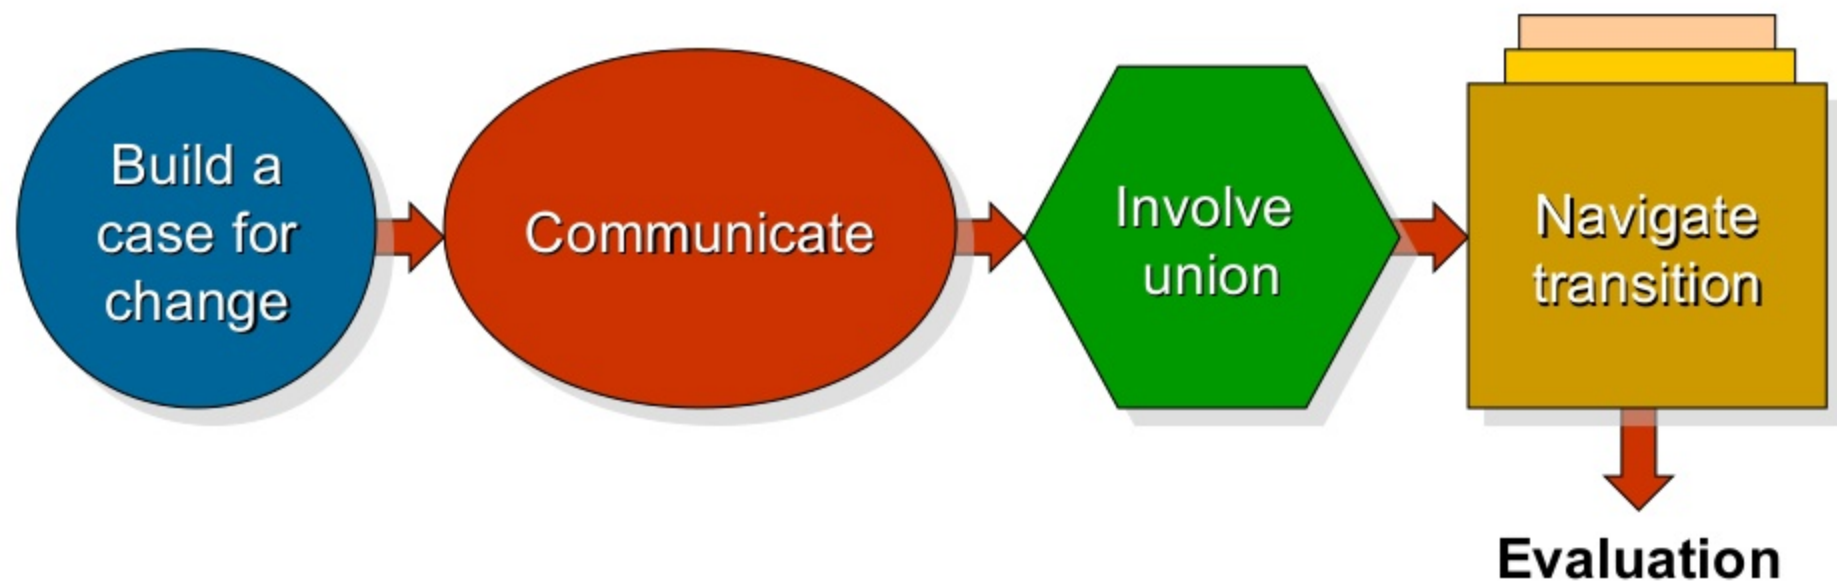 Build a
case for
change
Communicate
Involve
union
Navigate
transition
Evaluation